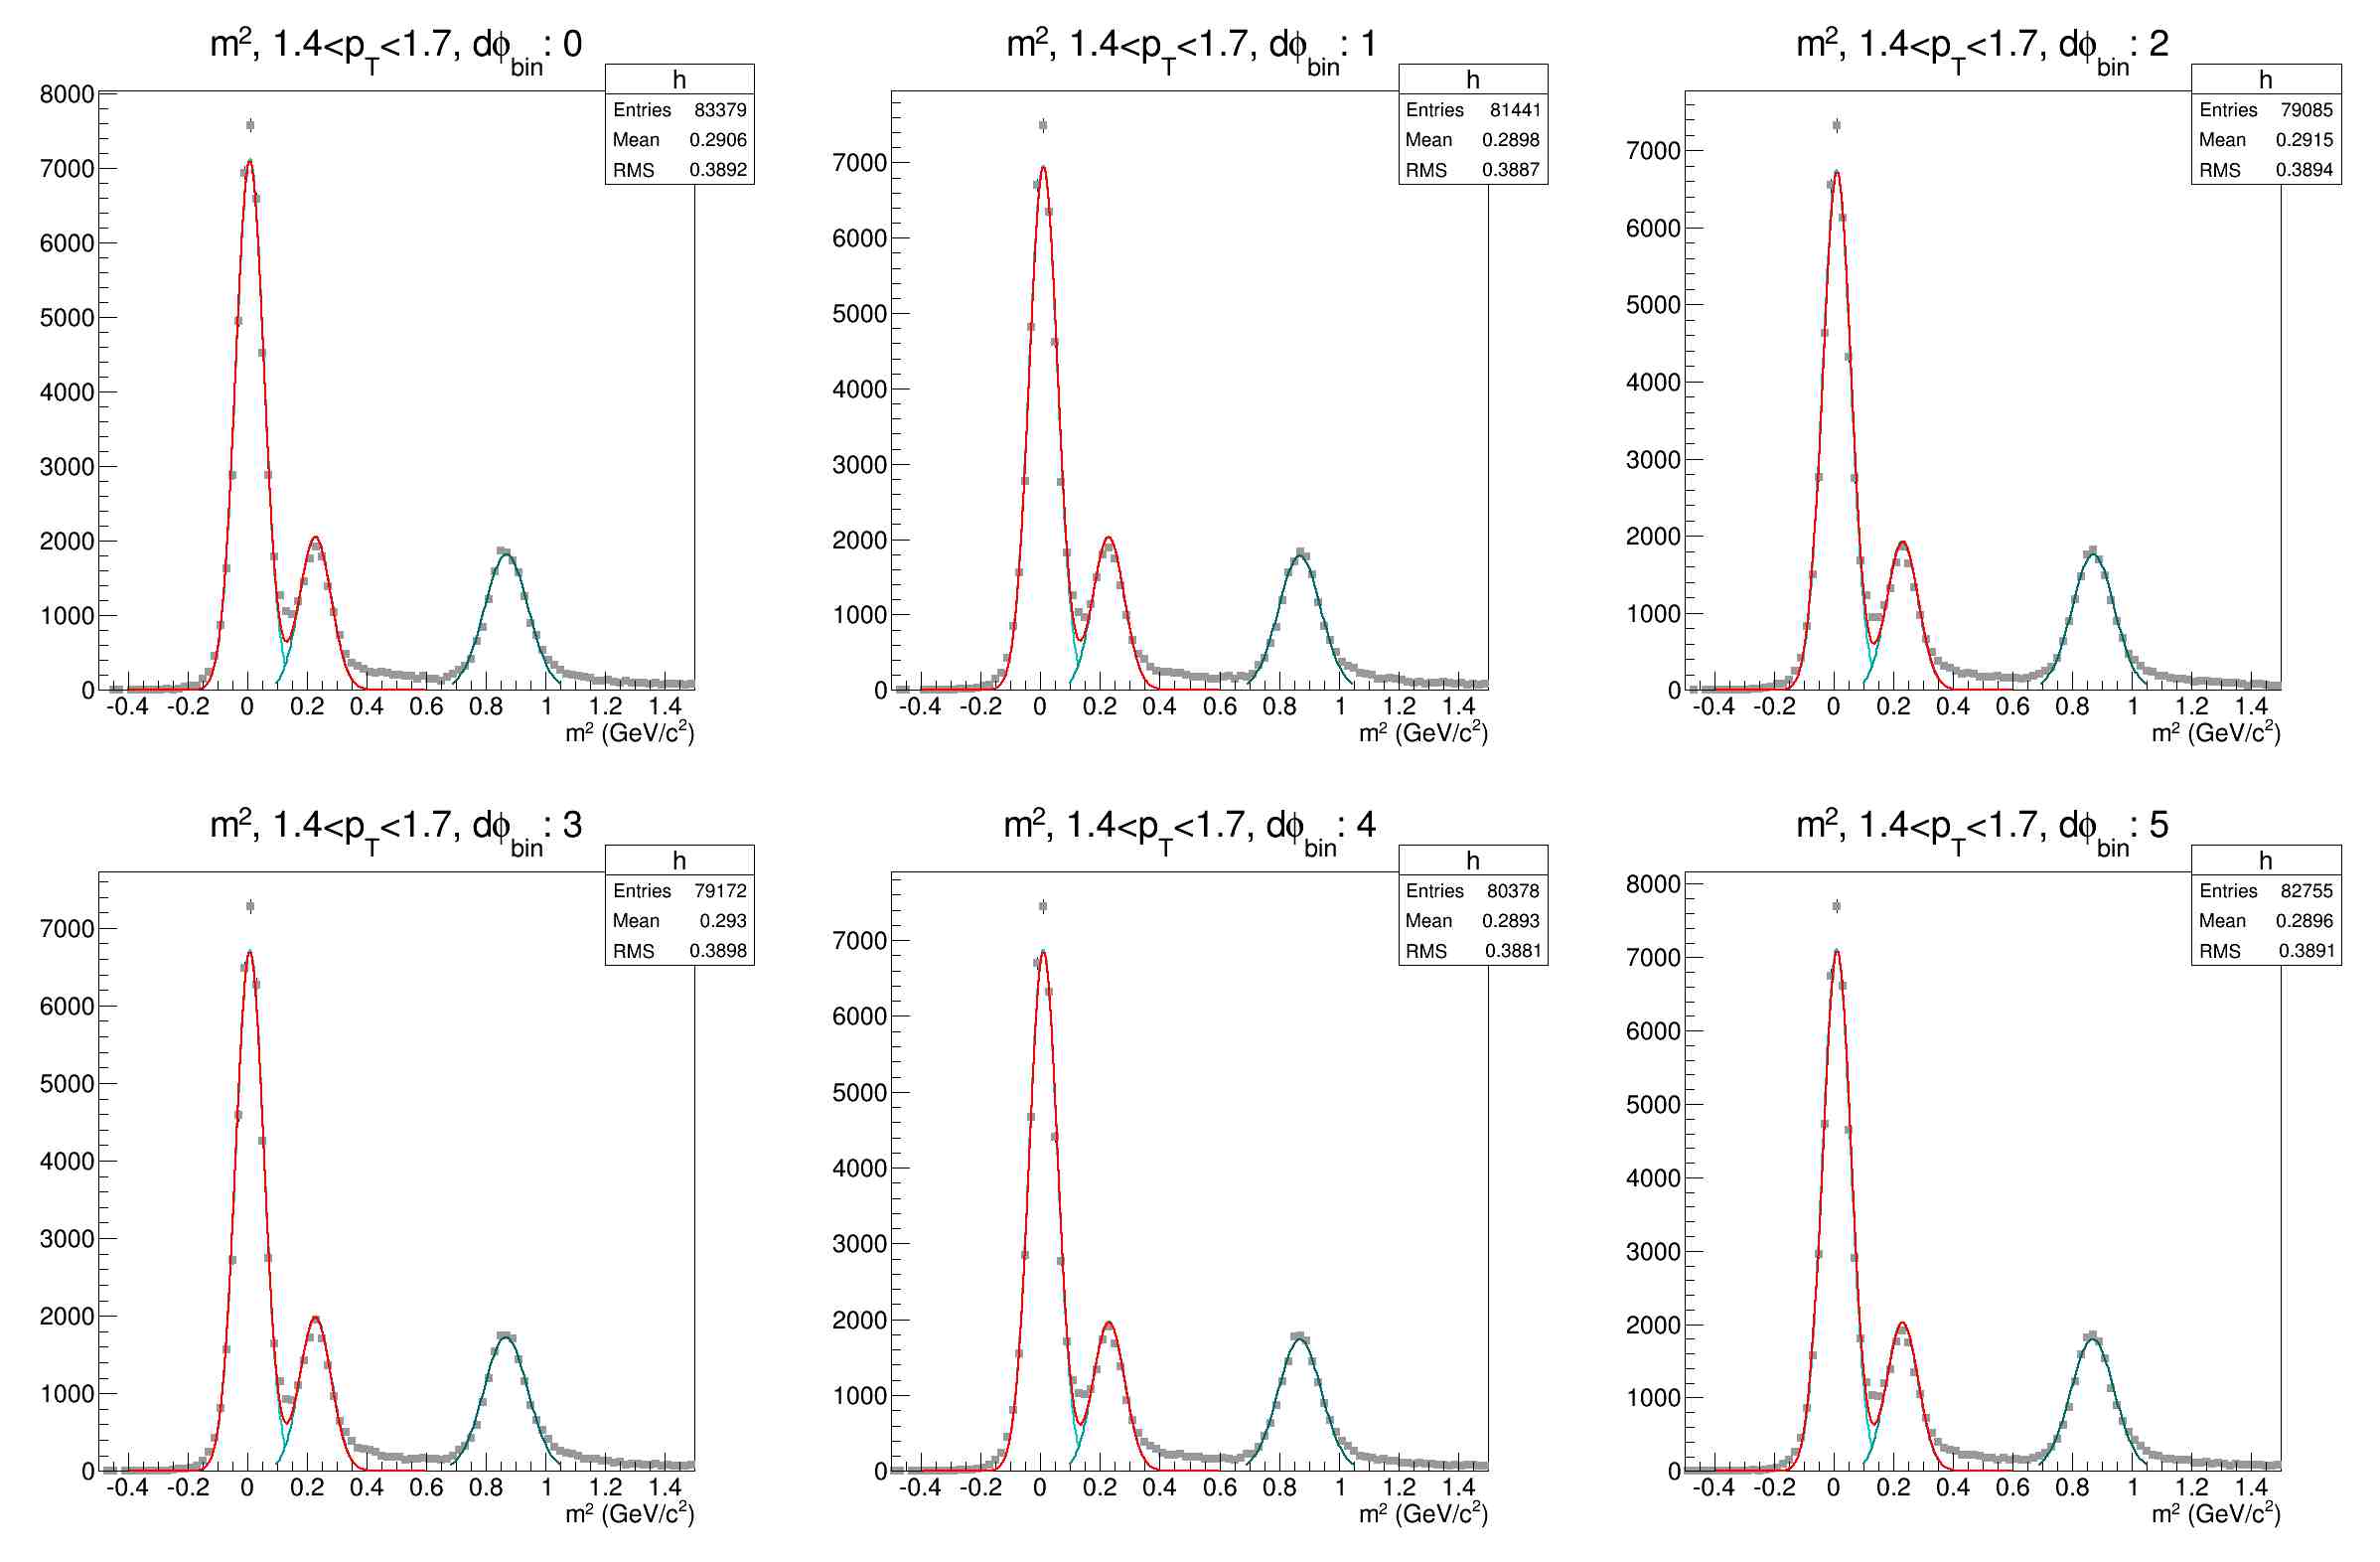 m², 1.4<p_T<1.7, dϕ_bin: 0
h
Entries 83379
Mean 0.2906
RMS 0.3892
8000
7000
6000
5000
4000
3000
2000
1000
0
-0.4 -0.2 0 0.2 0.4 0.6 0.8 1 1.2 1.4
m² (GeV/c²)
m², 1.4<p_T<1.7, dϕ_bin: 1
h
Entries 81441
Mean 0.2898
RMS 0.3887
7000
6000
5000
4000
3000
2000
1000
0
-0.4 -0.2 0 0.2 0.4 0.6 0.8 1 1.2 1.4
m² (GeV/c²)
m², 1.4<p_T<1.7, dϕ_bin: 2
h
Entries 79085
Mean 0.2915
RMS 0.3894
7000
6000
5000
4000
3000
2000
1000
0
-0.4 -0.2 0 0.2 0.4 0.6 0.8 1 1.2 1.4
m² (GeV/c²)
m², 1.4<p_T<1.7, dϕ_bin: 3
h
Entries 79172
Mean 0.293
RMS 0.3898
7000
6000
5000
4000
3000
2000
1000
0
-0.4 -0.2 0 0.2 0.4 0.6 0.8 1 1.2 1.4
m² (GeV/c²)
m², 1.4<p_T<1.7, dϕ_bin: 4
h
Entries 80378
Mean 0.2893
RMS 0.3881
7000
6000
5000
4000
3000
2000
1000
0
-0.4 -0.2 0 0.2 0.4 0.6 0.8 1 1.2 1.4
m² (GeV/c²)
m², 1.4<p_T<1.7, dϕ_bin: 5
h
Entries 82755
Mean 0.2896
RMS 0.3891
8000
7000
6000
5000
4000
3000
2000
1000
0
-0.4 -0.2 0 0.2 0.4 0.6 0.8 1 1.2 1.4
m² (GeV/c²)